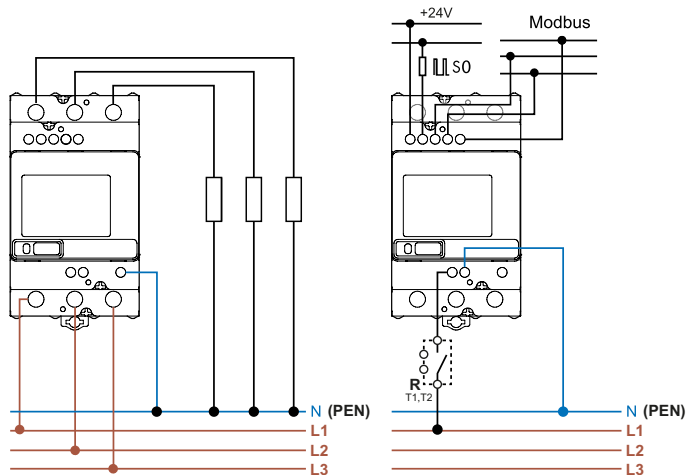 +24V
Modbus
S0
R
T1,T2
N (PEN)
L1
L2
L3
N (PEN)
L1
L2
L3